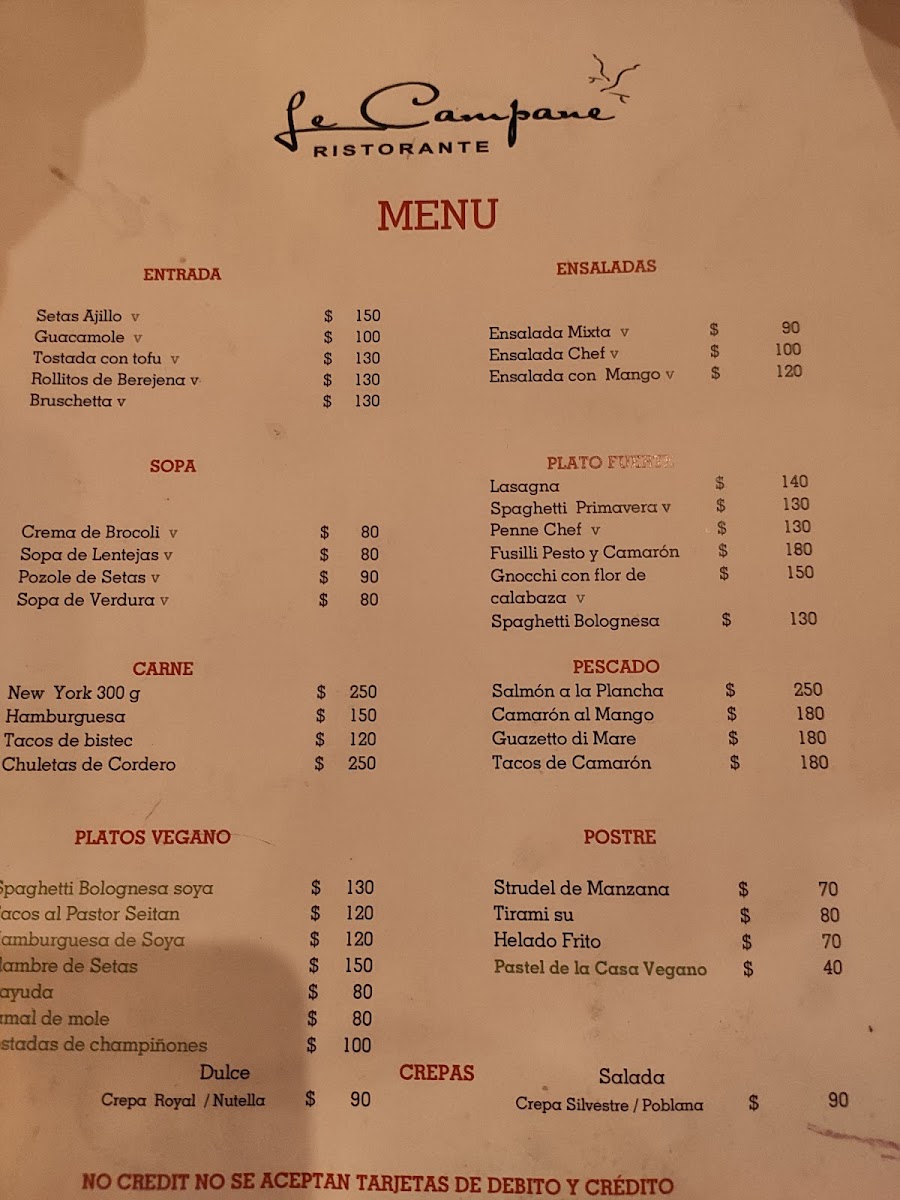 Le Campane
RISTORANTE
MENU
ENTRADA
Setas Ajillo v $ 150
Guacamole v $ 100
Tostada con tofu v $ 130
Rollitos de Berejena v $ 130
Bruschetta v $ 130
ENSALADAS
Ensalada Mixta v $ 90
Ensalada Chef v $ 100
Ensalada con Mango v $ 120
SOPA
Crema de Brocoli v $ 80
Sopa de Lentejas v $ 80
Pozole de Setas v $ 90
Sopa de Verdura v $ 80
PLATO FUERTE
Lasagna $ 140
Spaghetti Primavera v $ 130
Penne Chef v $ 130
Fusilli Pesto y Camarón $ 180
Gnocchi con flor de $ 150
calabaza v
Spaghetti Bolognesa $ 130
CARNE
New York 300 g $ 250
Hamburguesa $ 150
Tacos de bistec $ 120
Chuletas de Cordero $ 250
PESCADO
Salmón a la Plancha $ 250
Camarón al Mango $ 180
Guazetto di Mare $ 180
Tacos de Camarón $ 180
PLATOS VEGANO
Spaghetti Bolognesa soya $ 130
acos al Pastor Seitan $ 120
amburguesa de Soya $ 120
lambre de Setas $ 150
ayuda $ 80
amal de mole $ 80
stadas de champiñones $ 100
POSTRE
Strudel de Manzana $ 70
Tirami su $ 80
Helado Frito $ 70
Pastel de la Casa Vegano $ 40
CREPAS
Dulce
Crepa Royal / Nutella $ 90
Salada
Crepa Silvestre / Poblana $ 90
NO CREDIT NO SE ACEPTAN TARJETAS DE DEBITO Y CRÉDITO